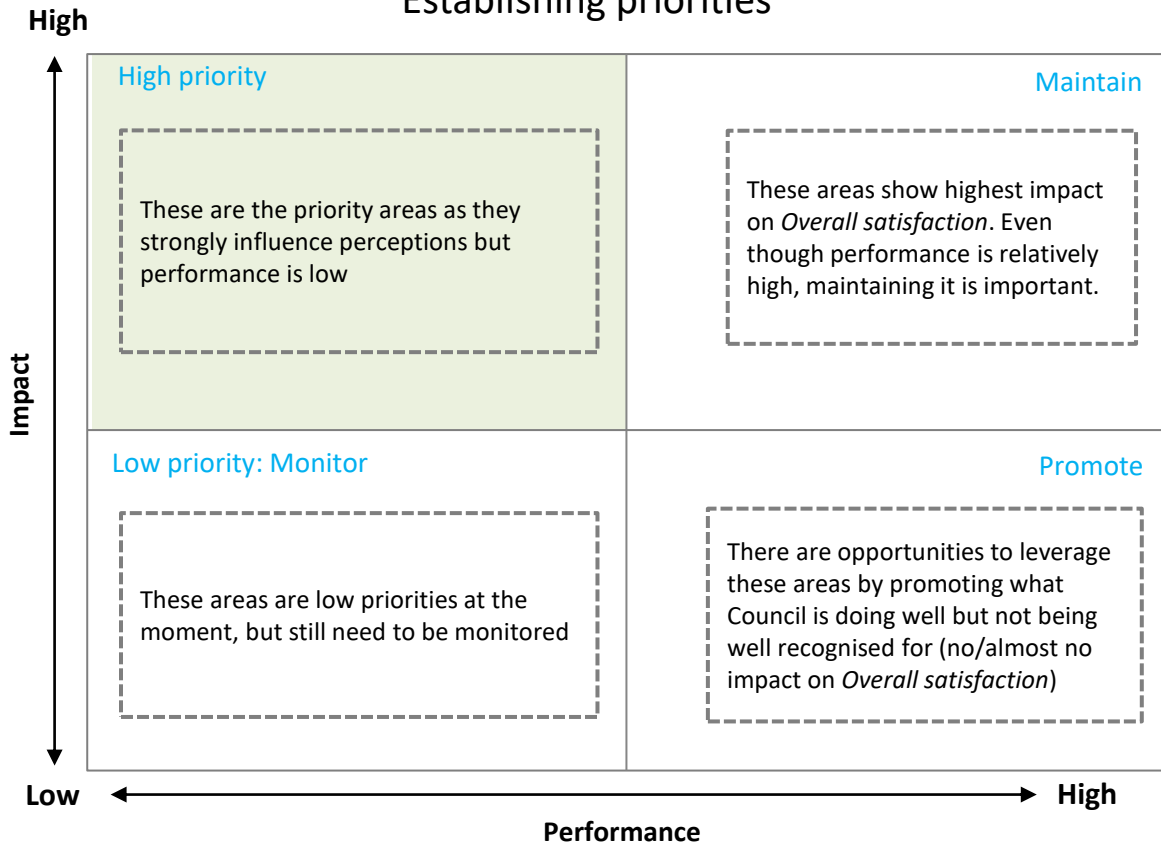 Establishing priorities
High
High priority
Maintain
These are the priority areas as they
strongly influence perceptions but
performance is low
These areas show highest impact
on Overall satisfaction. Even
though performance is relatively
high, maintaining it is important.
Impact
Low priority: Monitor
Promote
These areas are low priorities at the
moment, but still need to be monitored
There are opportunities to leverage
these areas by promoting what
Council is doing well but not being
well recognised for (no/almost no
impact on Overall satisfaction)
Low
High
Performance